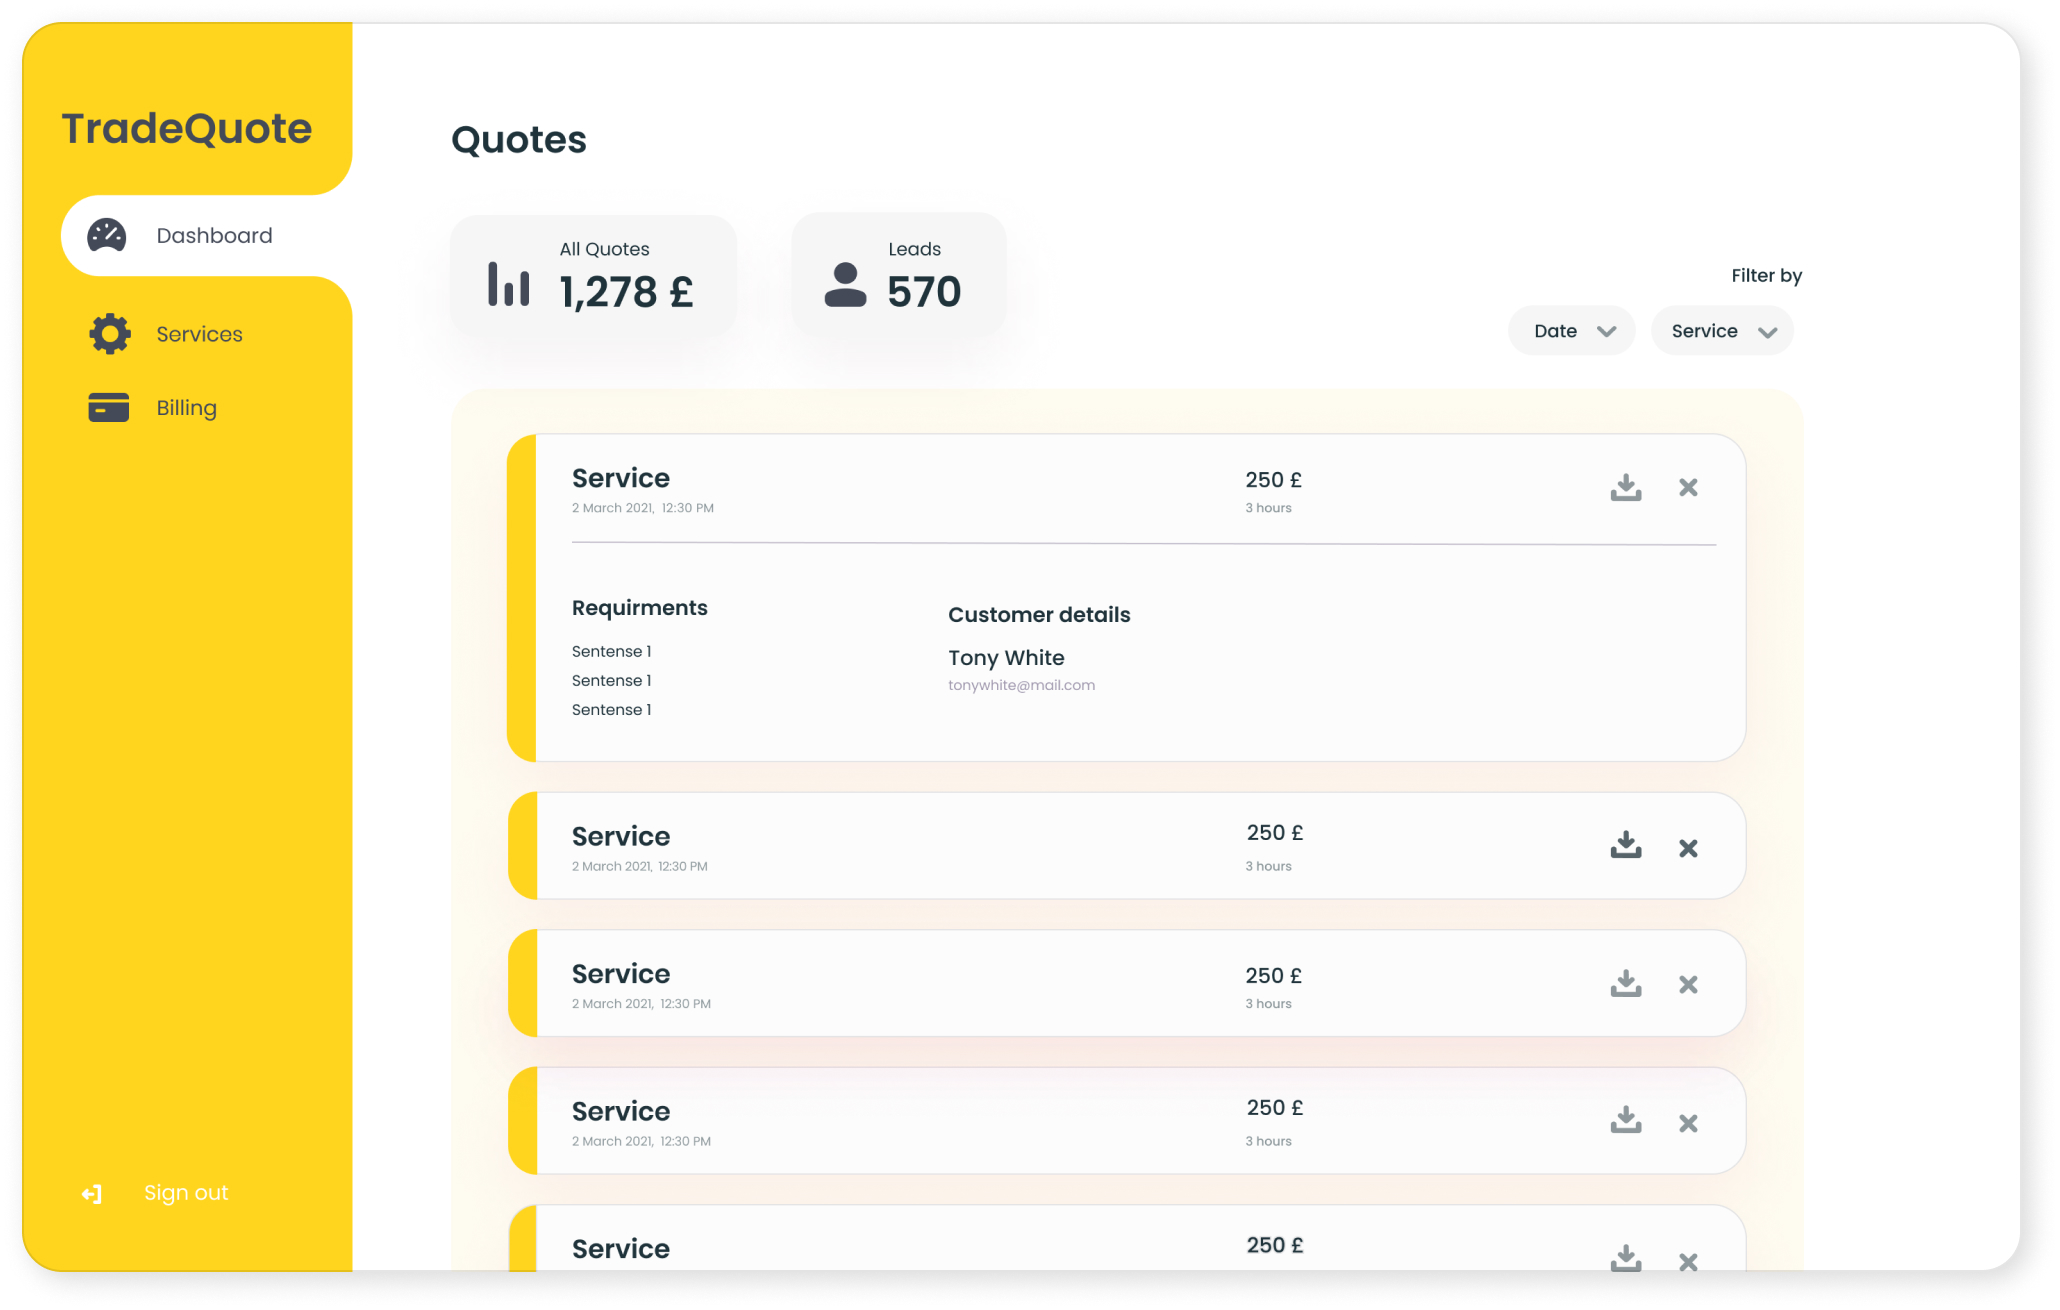 TradeQuote
Dashboard
Services
Billing
Sign out
Quotes
All Quotes
1,278 £
Leads
570
Filter by
Date
Service
Service
250 £
2 March 2021, 12:30 PM
3 hours
Requirments
Sentense 1
Sentense 1
Sentense 1
Customer details
Tony White
tonywhite@mail.com
Service
250 £
2 March 2021, 12:30 PM
3 hours
Service
250 £
2 March 2021, 12:30 PM
3 hours
Service
250 £
2 March 2021, 12:30 PM
3 hours
Service
250 £